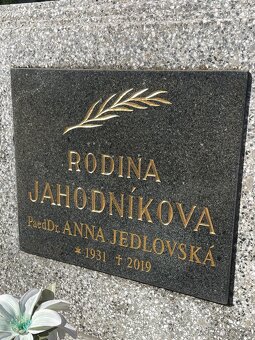 RODINA
JAHODNÍKOVA
PaedDr. ANNA JEDLOVSKÁ
* 1931 † 2019